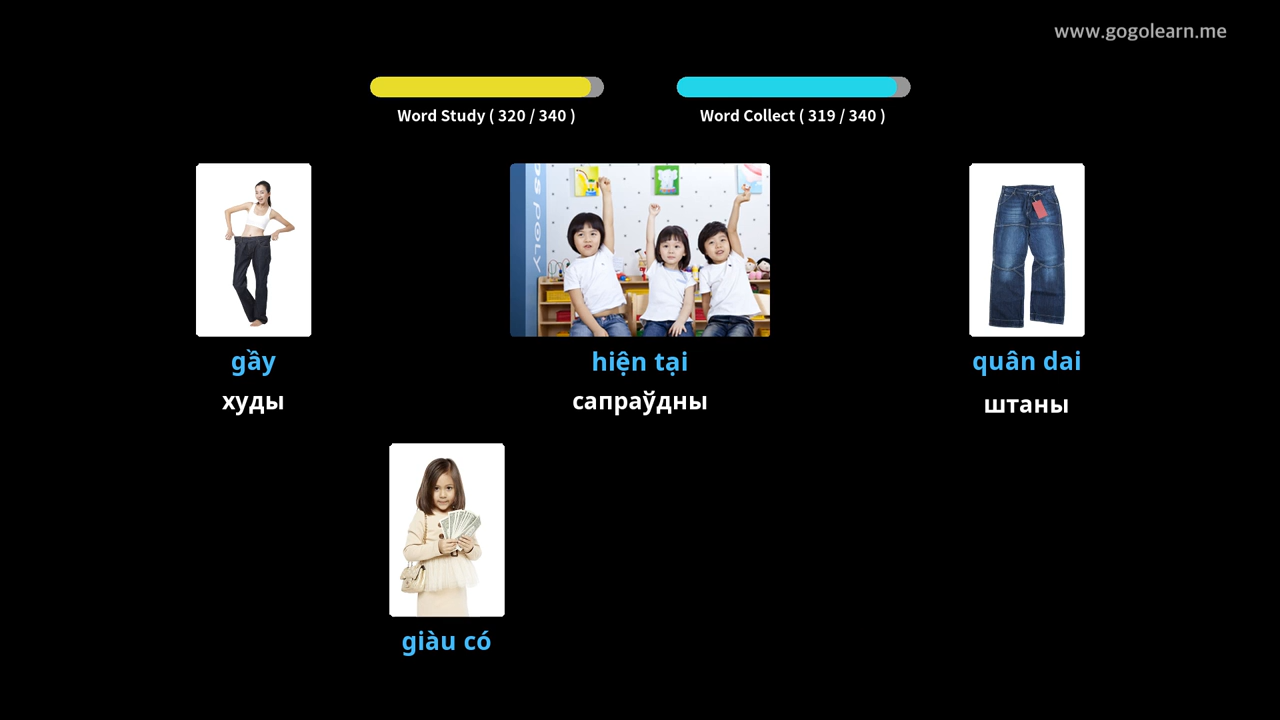 www.gogolearn.me
Word Study ( 320 / 340 )
Word Collect ( 319 / 340 )
gầy
hiện tại
quân dai
худы
сапраўдны
штаны
giàu có